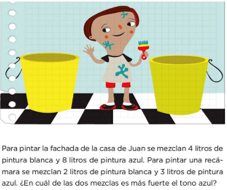 Para pintar la fachada de la casa de Juan se mezclan 4 litros de
pintura blanca y 8 litros de pintura azul. Para pintar una recá-
mara se mezclan 2 litros de pintura blanca y 3 litros de pintura
azul. ¿En cuál de las dos mezclas es más fuerte el tono azul?